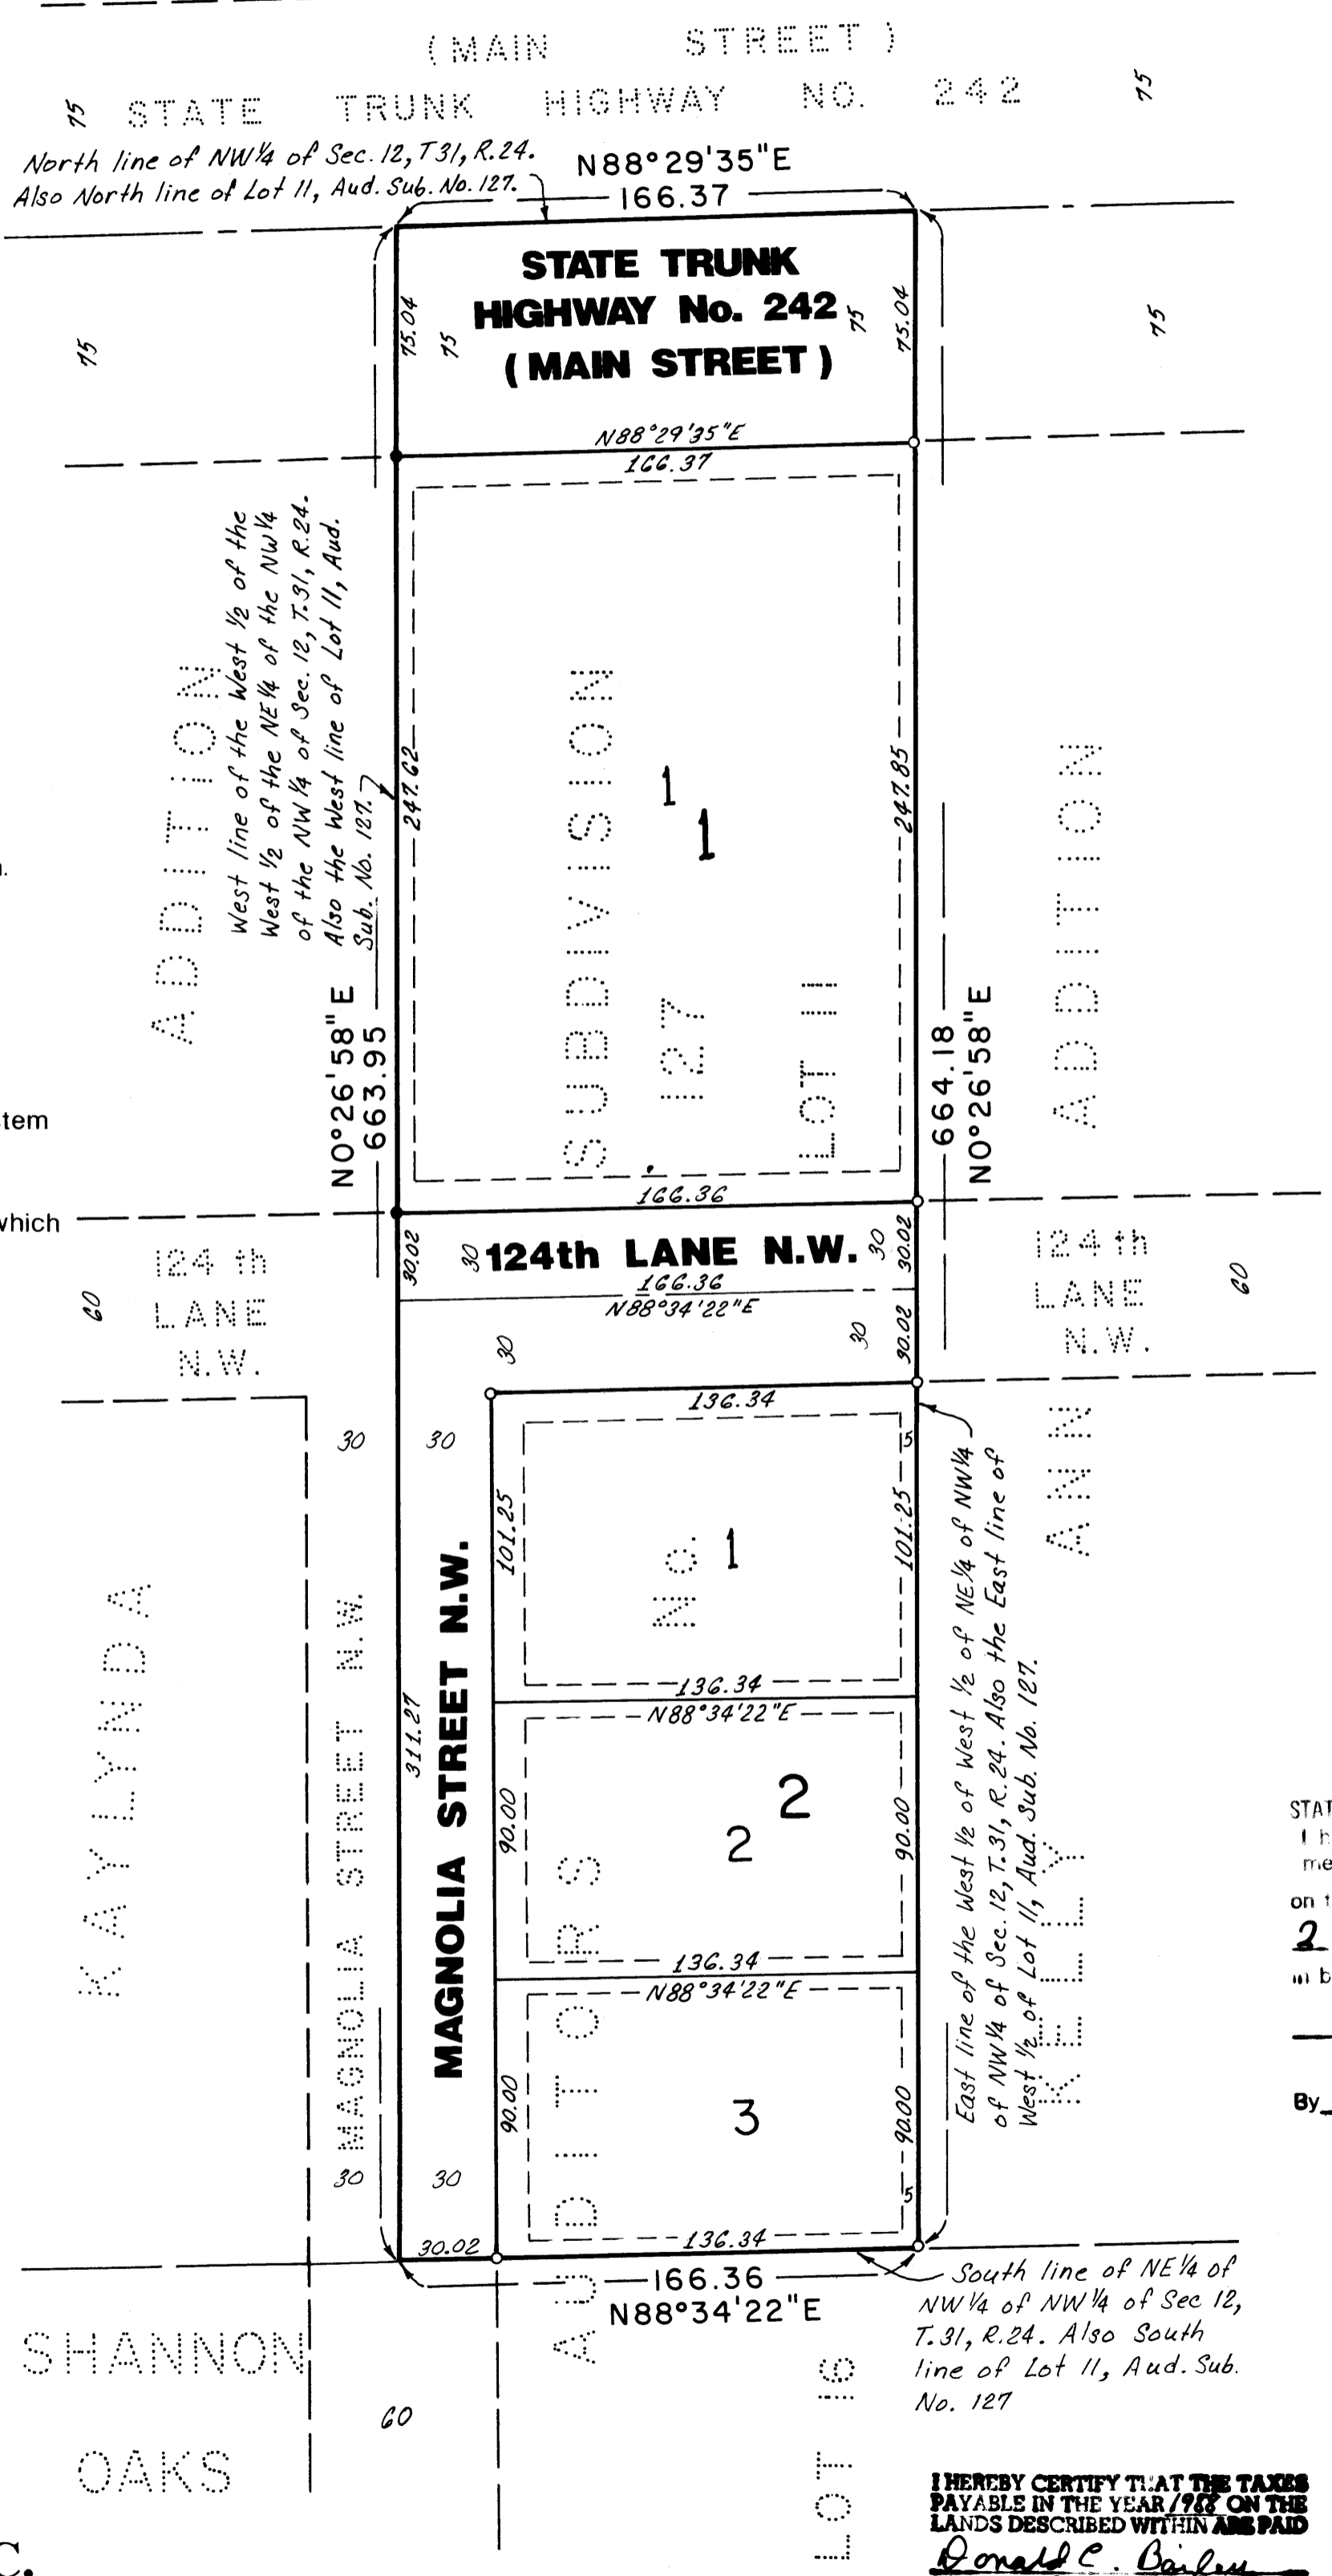 ( MAIN STREET )
75 STATE TRUNK HIGHWAY NO. 242 75
North line of NW¼ of Sec. 12, T31, R.24.
Also North line of Lot 11, Aud. Sub. No. 127.
N88°29'35"E
166.37
STATE TRUNK
HIGHWAY No. 242
( MAIN STREET )
75.04
75
75
75.04
75
75
N88°29'35"E
166.37
West line of the West ½ of the
West ½ of the NE¼ of the NW¼
of the NW¼ of Sec. 12, T.31, R.24.
Also the West line of Lot 11, Aud.
Sub. No. 127.
ADDITION
247.62
SUBDIVISION
127
LOT 11
1
1
247.85
ADDITION
N0°26'58"E
663.95
664.18
N0°26'58"E
tem
which
166.36
30.02
30
124th LANE N.W.
30
30.02
166.36
N88°34'22"E
124 th
LANE
N.W.
60
124 th
LANE
N.W.
60
30
30
30.02
136.34
30
30
5
101.25
No.
1
101.25
136.34
N88°34'22"E
ANN
KAYLYNDA
MAGNOLIA STREET N.W.
311.27
MAGNOLIA STREET N.W.
90.00
2
2
90.00
136.34
N88°34'22"E
East line of the West ½ of West ½ of NE¼ of NW¼
of NW¼ of Sec. 12, T.31, R.24. Also the East line of
West ½ of Lot 11, Aud. Sub. No. 127.
KELLY
90.00
AUDITORS
3
90.00
5
30
30
30.02
136.34
166.36
N88°34'22"E
South line of NE¼ of
NW¼ of NW¼ of Sec 12,
T.31, R.24. Also South
line of Lot 11, Aud. Sub.
No. 127
SHANNON
OAKS
60
LOT 16
STAT
I h
me
on t
2
in b
By
I HEREBY CERTIFY THAT THE TAXES
PAYABLE IN THE YEAR 1988 ON THE
LANDS DESCRIBED WITHIN ARE PAID
Donald C. Bailey
C.